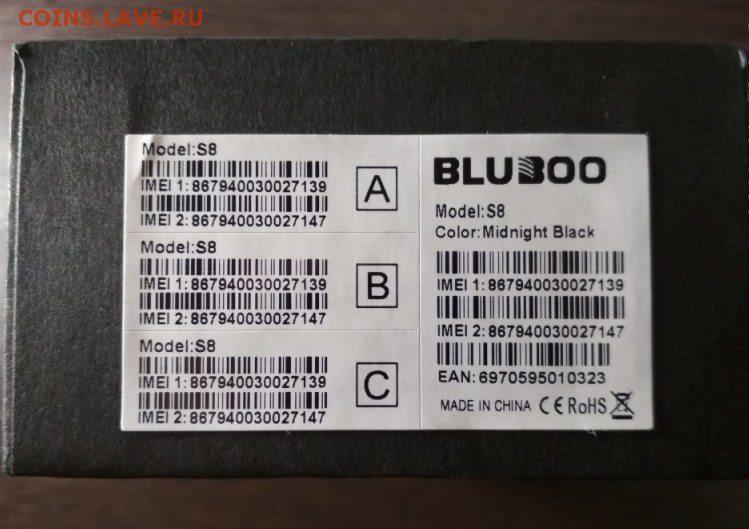 COINS.LAVE.RU
Model:S8
IMEI 1: 867940030027139
IMEI 2: 867940030027147
A
Model:S8
IMEI 1: 867940030027139
IMEI 2: 867940030027147
B
Model:S8
IMEI 1: 867940030027139
IMEI 2: 867940030027147
C
BLUBOO
Model:S8
Color:Midnight Black
IMEI 1: 867940030027139
IMEI 2: 867940030027147
EAN: 6970595010323
MADE IN CHINA CE RoHS